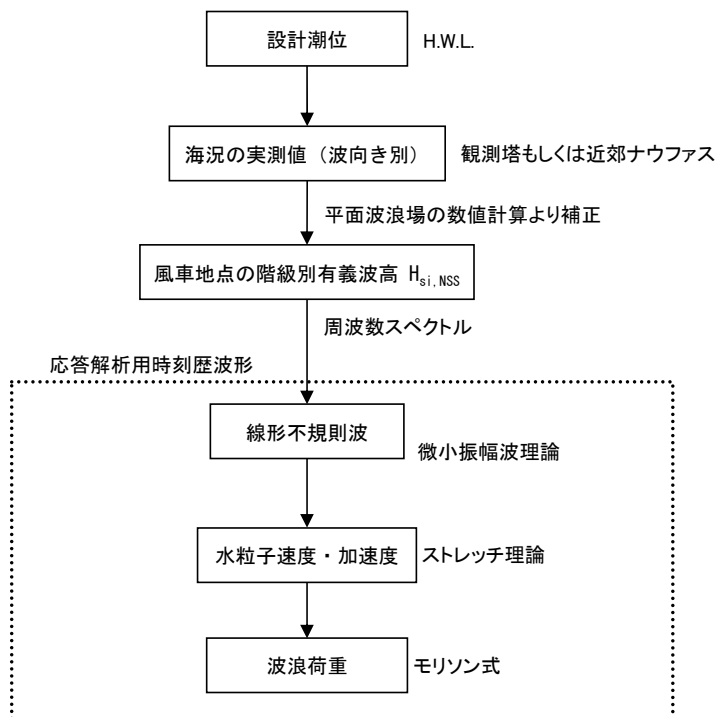 設計潮位 H.W.L.
海況の実測値（波向き別） 観測塔もしくは近郊ナウファス
平面波浪場の数値計算より補正
風車地点の階級別有義波高 Hsi,NSS
周波数スペクトル
応答解析用時刻歴波形
線形不規則波
微小振幅波理論
水粒子速度・加速度 ストレッチ理論
波浪荷重 モリソン式